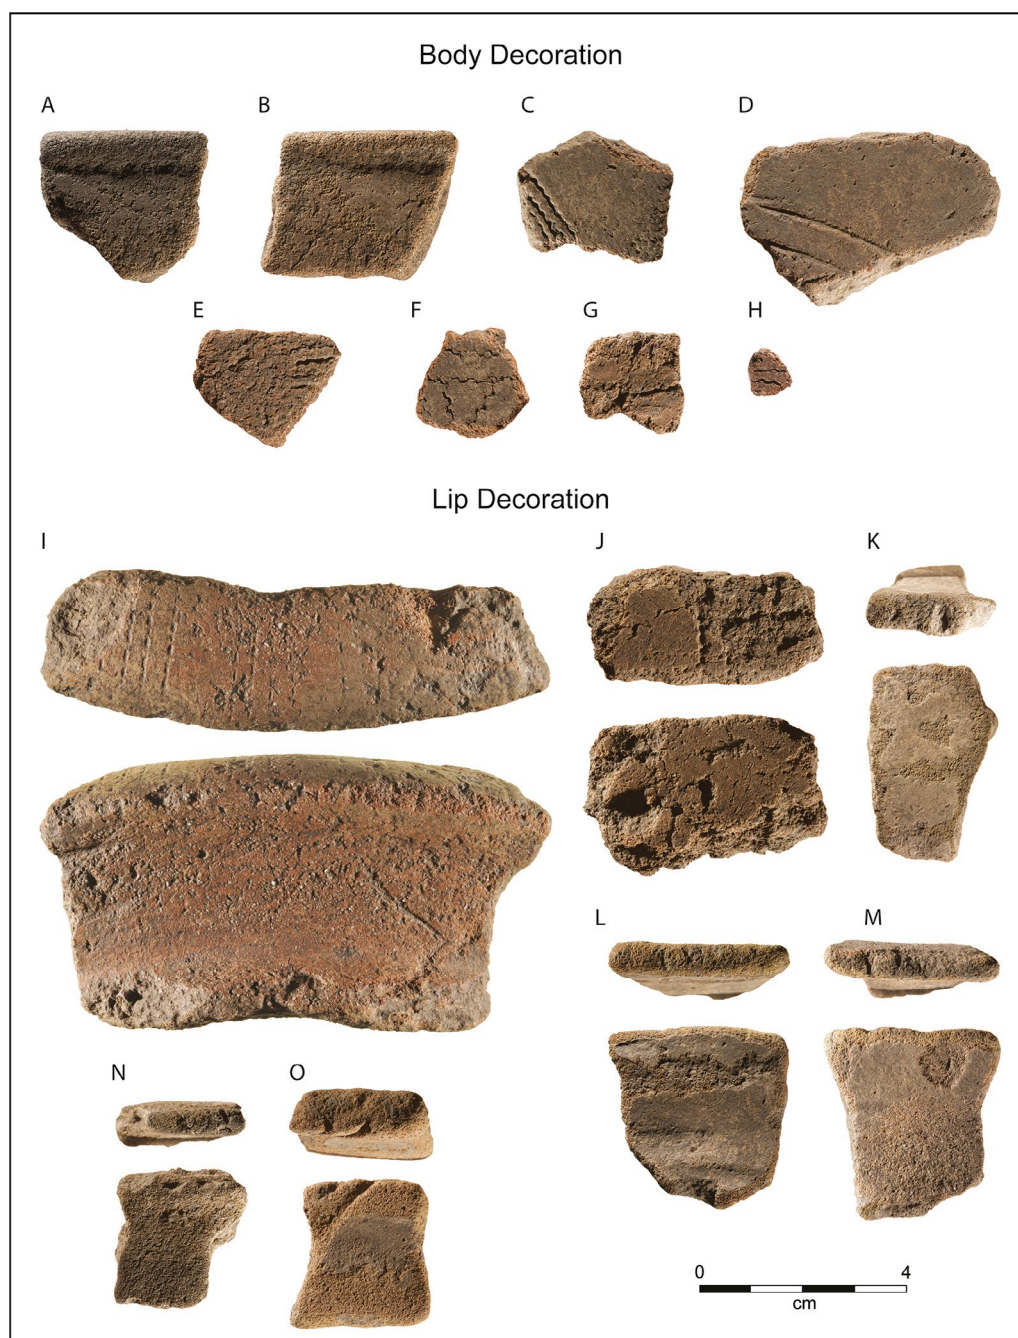 Body Decoration
A B C D
E F G H
Lip Decoration
I J K
L M
N O
0 4
cm